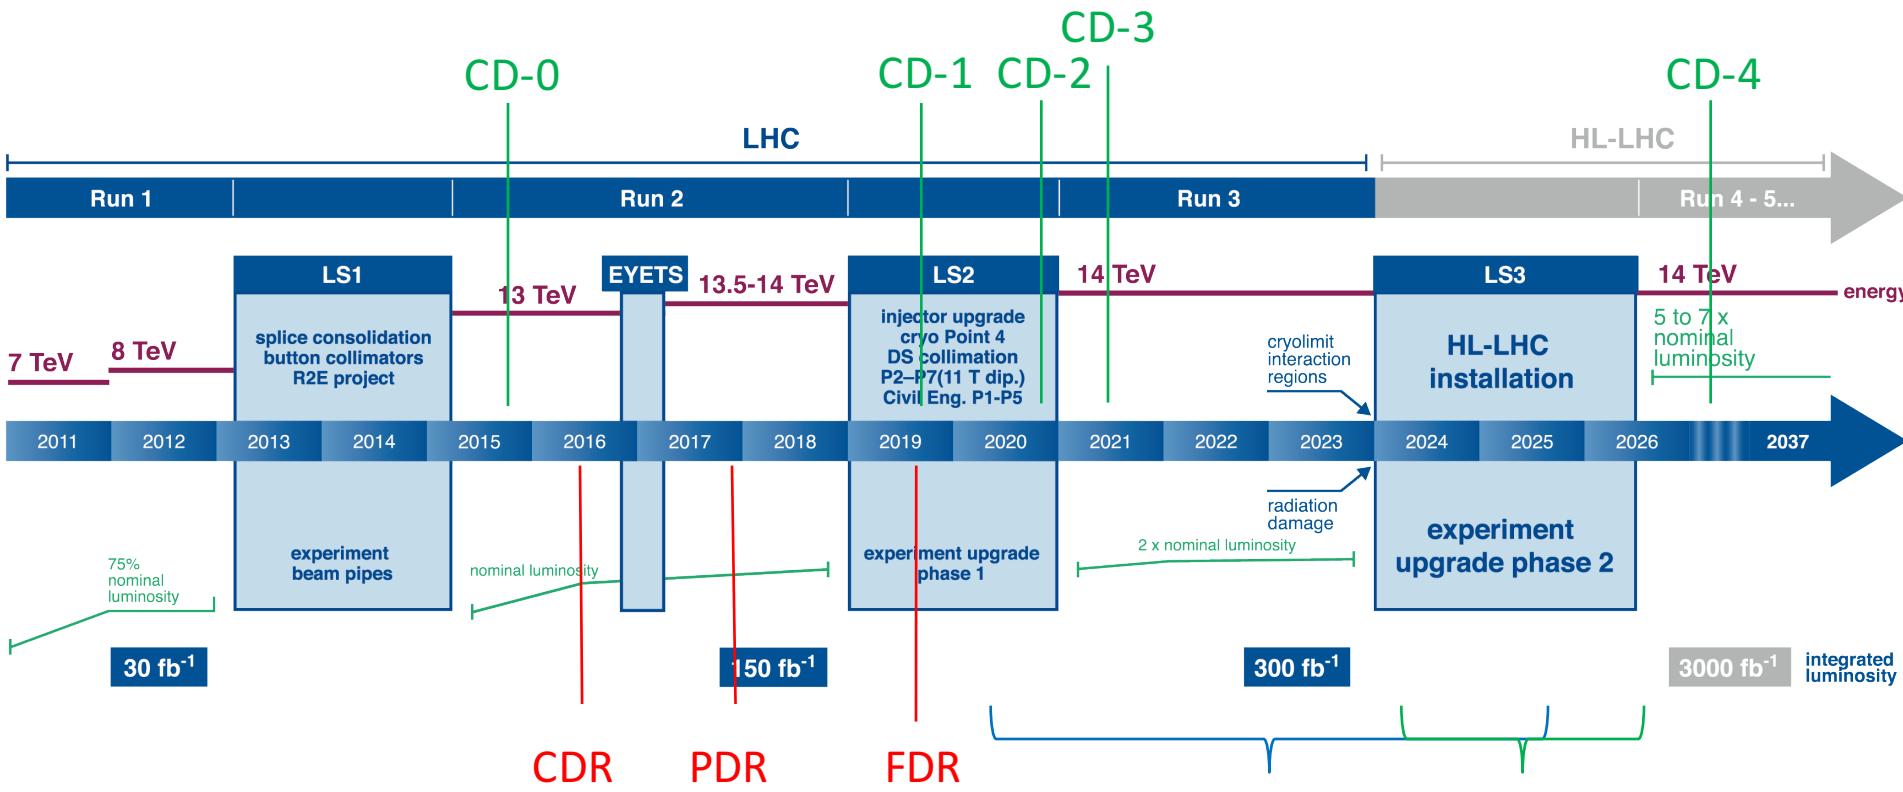 CD-3
CD-0
CD-1
CD-2
CD-4
LHC
HL-LHC
Run 1
Run 2
Run 3
Run 4 - 5...
LS1
EYETS
LS2
LS3
13 TeV
13.5-14 TeV
14 TeV
14 TeV
energy
7 TeV
8 TeV
splice consolidation
button collimators
R2E project
injector upgrade
cryo Point 4
DS collimation
P2–P7(11 T dip.)
Civil Eng. P1-P5
cryolimit
interaction
regions
HL-LHC
installation
5 to 7 x
nominal
luminosity
2011
2012
2013
2014
2015
2016
2017
2018
2019
2020
2021
2022
2023
2024
2025
2026
2037
75%
nominal
luminosity
experiment
beam pipes
nominal luminosity
experiment upgrade
phase 1
2 x nominal luminosity
radiation
damage
experiment
upgrade phase 2
30 fb-1
150 fb-1
300 fb-1
3000 fb-1
integrated
luminosity
CDR
PDR
FDR